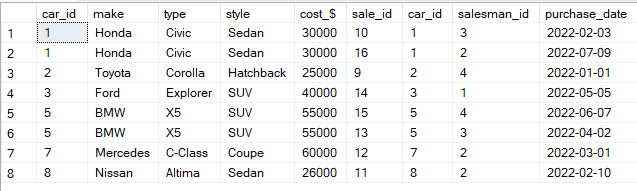 car_id make type style cost_$ sale_id car_id salesman_id purchase_date
1 1 Honda Civic Sedan 30000 10 1 3 2022-02-03
2 1 Honda Civic Sedan 30000 16 1 2 2022-07-09
3 2 Toyota Corolla Hatchback 25000 9 2 4 2022-01-01
4 3 Ford Explorer SUV 40000 14 3 1 2022-05-05
5 5 BMW X5 SUV 55000 15 5 4 2022-06-07
6 5 BMW X5 SUV 55000 13 5 3 2022-04-02
7 7 Mercedes C-Class Coupe 60000 12 7 2 2022-03-01
8 8 Nissan Altima Sedan 26000 11 8 2 2022-02-10